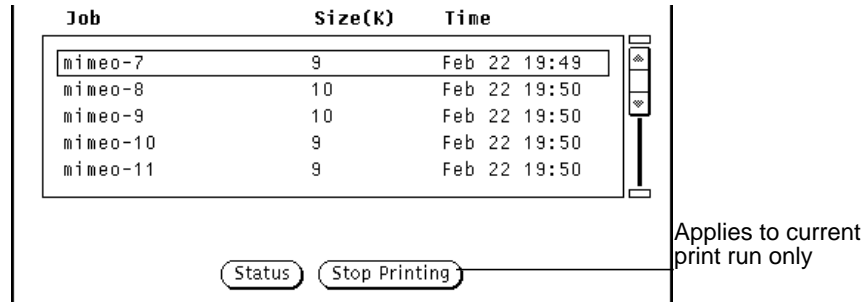 Job Size(K) Time
mimeo-7 9 Feb 22 19:49
mimeo-8 10 Feb 22 19:50
mimeo-9 10 Feb 22 19:50
mimeo-10 9 Feb 22 19:50
mimeo-11 9 Feb 22 19:50
Applies to current
print run only
Status Stop Printing